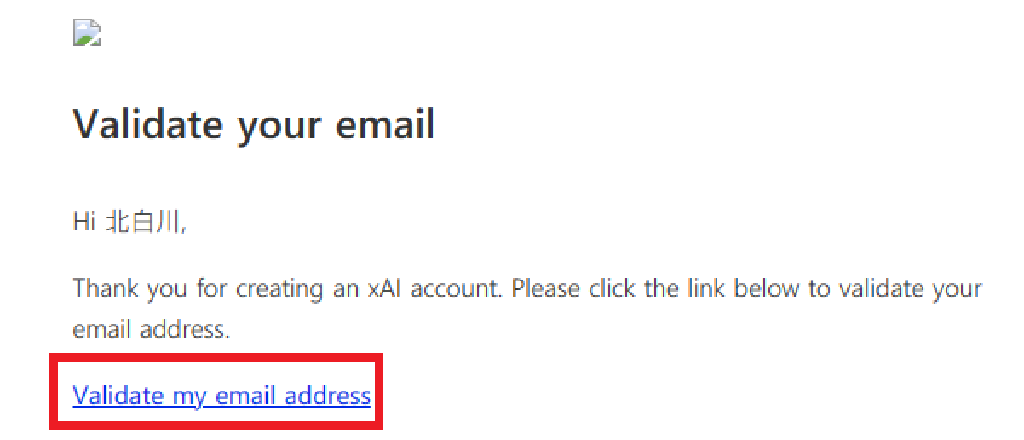 Validate your email
Hi 北白川,
Thank you for creating an xAI account. Please click the link below to validate your
email address.
Validate my email address